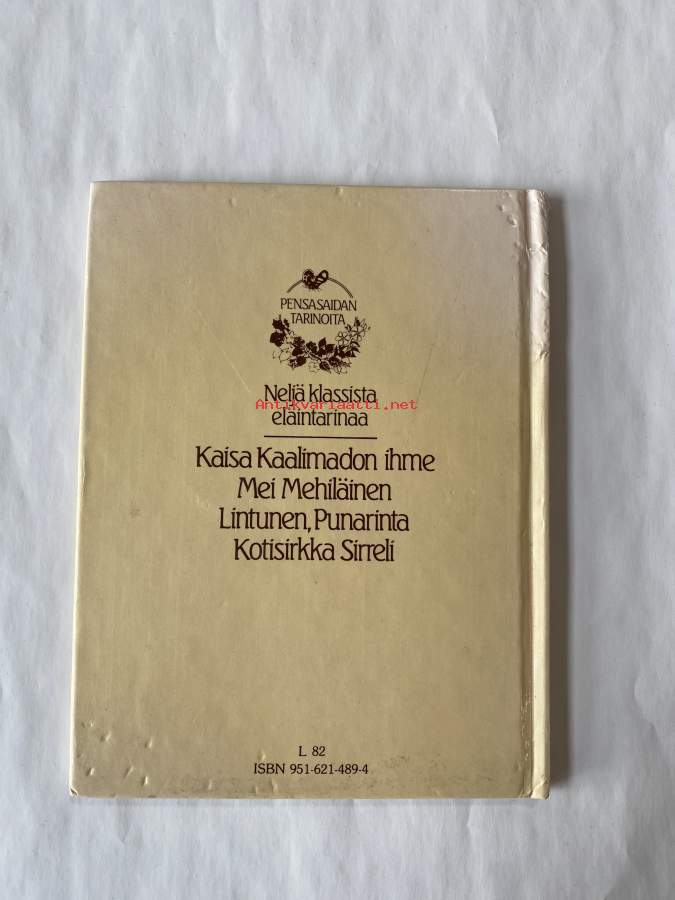 PENSASAIDAN
TARINOITA
Neljä klassista
Antikvariaatti.net
eläintarinaa
Kaisa Kaalimadon ihme
Mei Mehiläinen
Lintunen, Punarinta
Kotisirkka Sirreli
L 82
ISBN 951-621-489-4